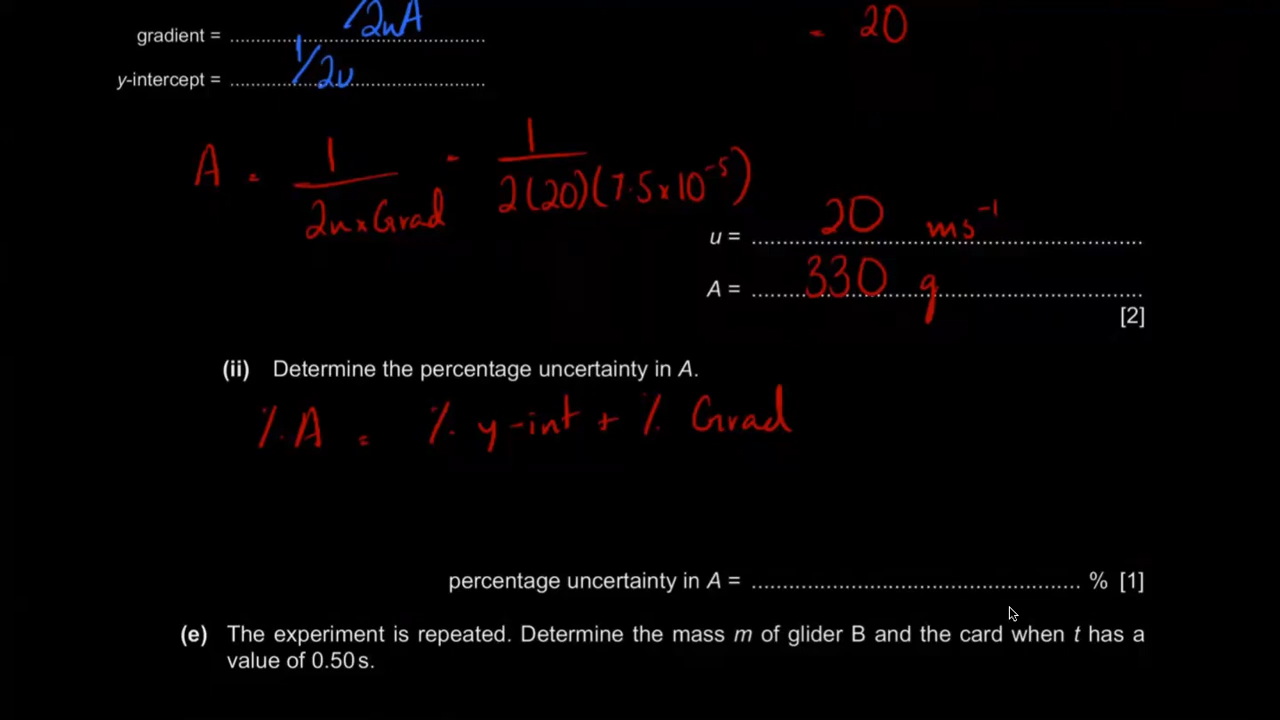 gradient = 1/2uA
= 20
y-intercept = 1/2u
A = 1/(2u×Grad) = 1/(2(20)(7.5×10⁻⁵))
u = 20 ms⁻¹
A = 330 g
[2]
(ii) Determine the percentage uncertainty in A.
% A = % y-int + % Grad
percentage uncertainty in A = % [1]
(e) The experiment is repeated. Determine the mass m of glider B and the card when t has a
value of 0.50 s.